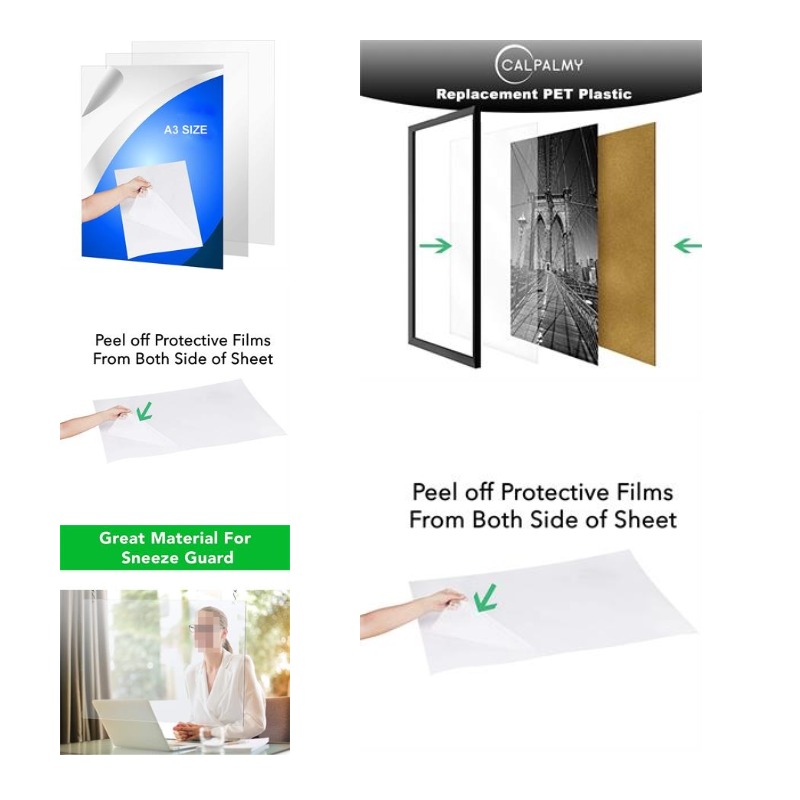 A3 SIZE
Peel off Protective Films
From Both Side of Sheet
Great Material For
Sneeze Guard
CALPALMY
Replacement PET Plastic
Peel off Protective Films
From Both Side of Sheet